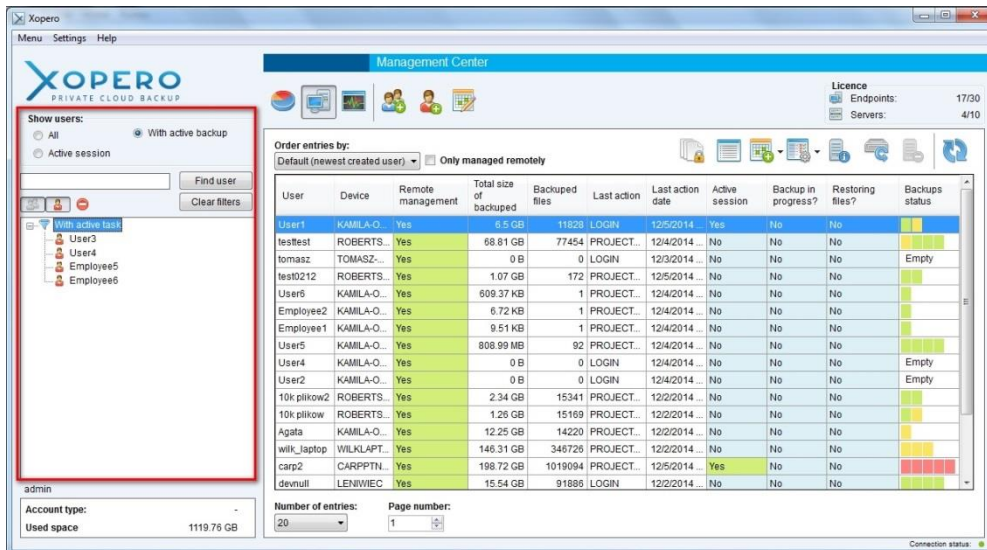 Xopero
Menu Settings Help
Management Center
XOPERO
PRIVATE CLOUD BACKUP
Licence
Endpoints: 17/30
Servers: 4/10
Show users:
All With active backup
Active session
Find user
Clear filters
With active task
User3
User4
Employee5
Employee6
admin
Account type: -
Used space 1119.76 GB
Order entries by:
Default (newest created user) Only managed remotely
User Device Remote management Total size of backuped Backuped files Last action Last action date Active session Backup in progress? Restoring files? Backups status
User1 KAMILA-O... Yes 6.5 GB 11828 LOGIN 12/5/2014 ... Yes No No
testtest ROBERTS... Yes 68.81 GB 77454 PROJECT... 12/4/2014 ... No No No
tomasz TOMASZ-... Yes 0 B 0 LOGIN 12/3/2014 ... No No No Empty
test0212 ROBERTS... Yes 1.07 GB 172 PROJECT... 12/5/2014 ... No No No
User6 KAMILA-O... Yes 609.37 KB 1 PROJECT... 12/4/2014 ... No No No
Employee2 KAMILA-O... Yes 6.72 KB 1 PROJECT... 12/4/2014 ... No No No
Employee1 KAMILA-O... Yes 9.51 KB 1 PROJECT... 12/4/2014 ... No No No
User5 KAMILA-O... Yes 808.99 MB 92 PROJECT... 12/4/2014 ... No No No
User4 KAMILA-O... Yes 0 B 0 LOGIN 12/4/2014 ... No No No Empty
User2 KAMILA-O... Yes 0 B 0 LOGIN 12/4/2014 ... No No No Empty
10k plikow2 ROBERTS... Yes 2.34 GB 15341 PROJECT... 12/2/2014 ... No No No
10k plikow ROBERTS... Yes 1.26 GB 15169 PROJECT... 12/2/2014 ... No No No
Agata KAMILA-O... Yes 12.25 GB 14220 PROJECT... 12/2/2014 ... No No No
wilk_laptop WILKLAPT... Yes 146.31 GB 346726 PROJECT... 12/2/2014 ... No No No
carp2 CARPPTN... Yes 198.72 GB 1019094 PROJECT... 12/5/2014 ... Yes No No
devnull LENIWIEC Yes 15.54 GB 91886 LOGIN 12/2/2014 ... No No No
Number of entries: Page number:
20 1
Connection status: